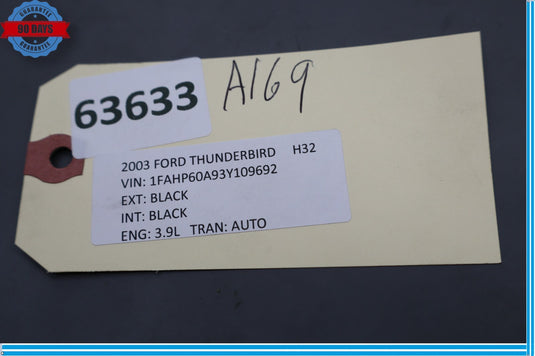 GUARANTEE
90 DAYS
GUARANTEE
63633
A169
2003 FORD THUNDERBIRD H32
VIN: 1FAHP60A93Y109692
EXT: BLACK
INT: BLACK
ENG: 3.9L TRAN: AUTO